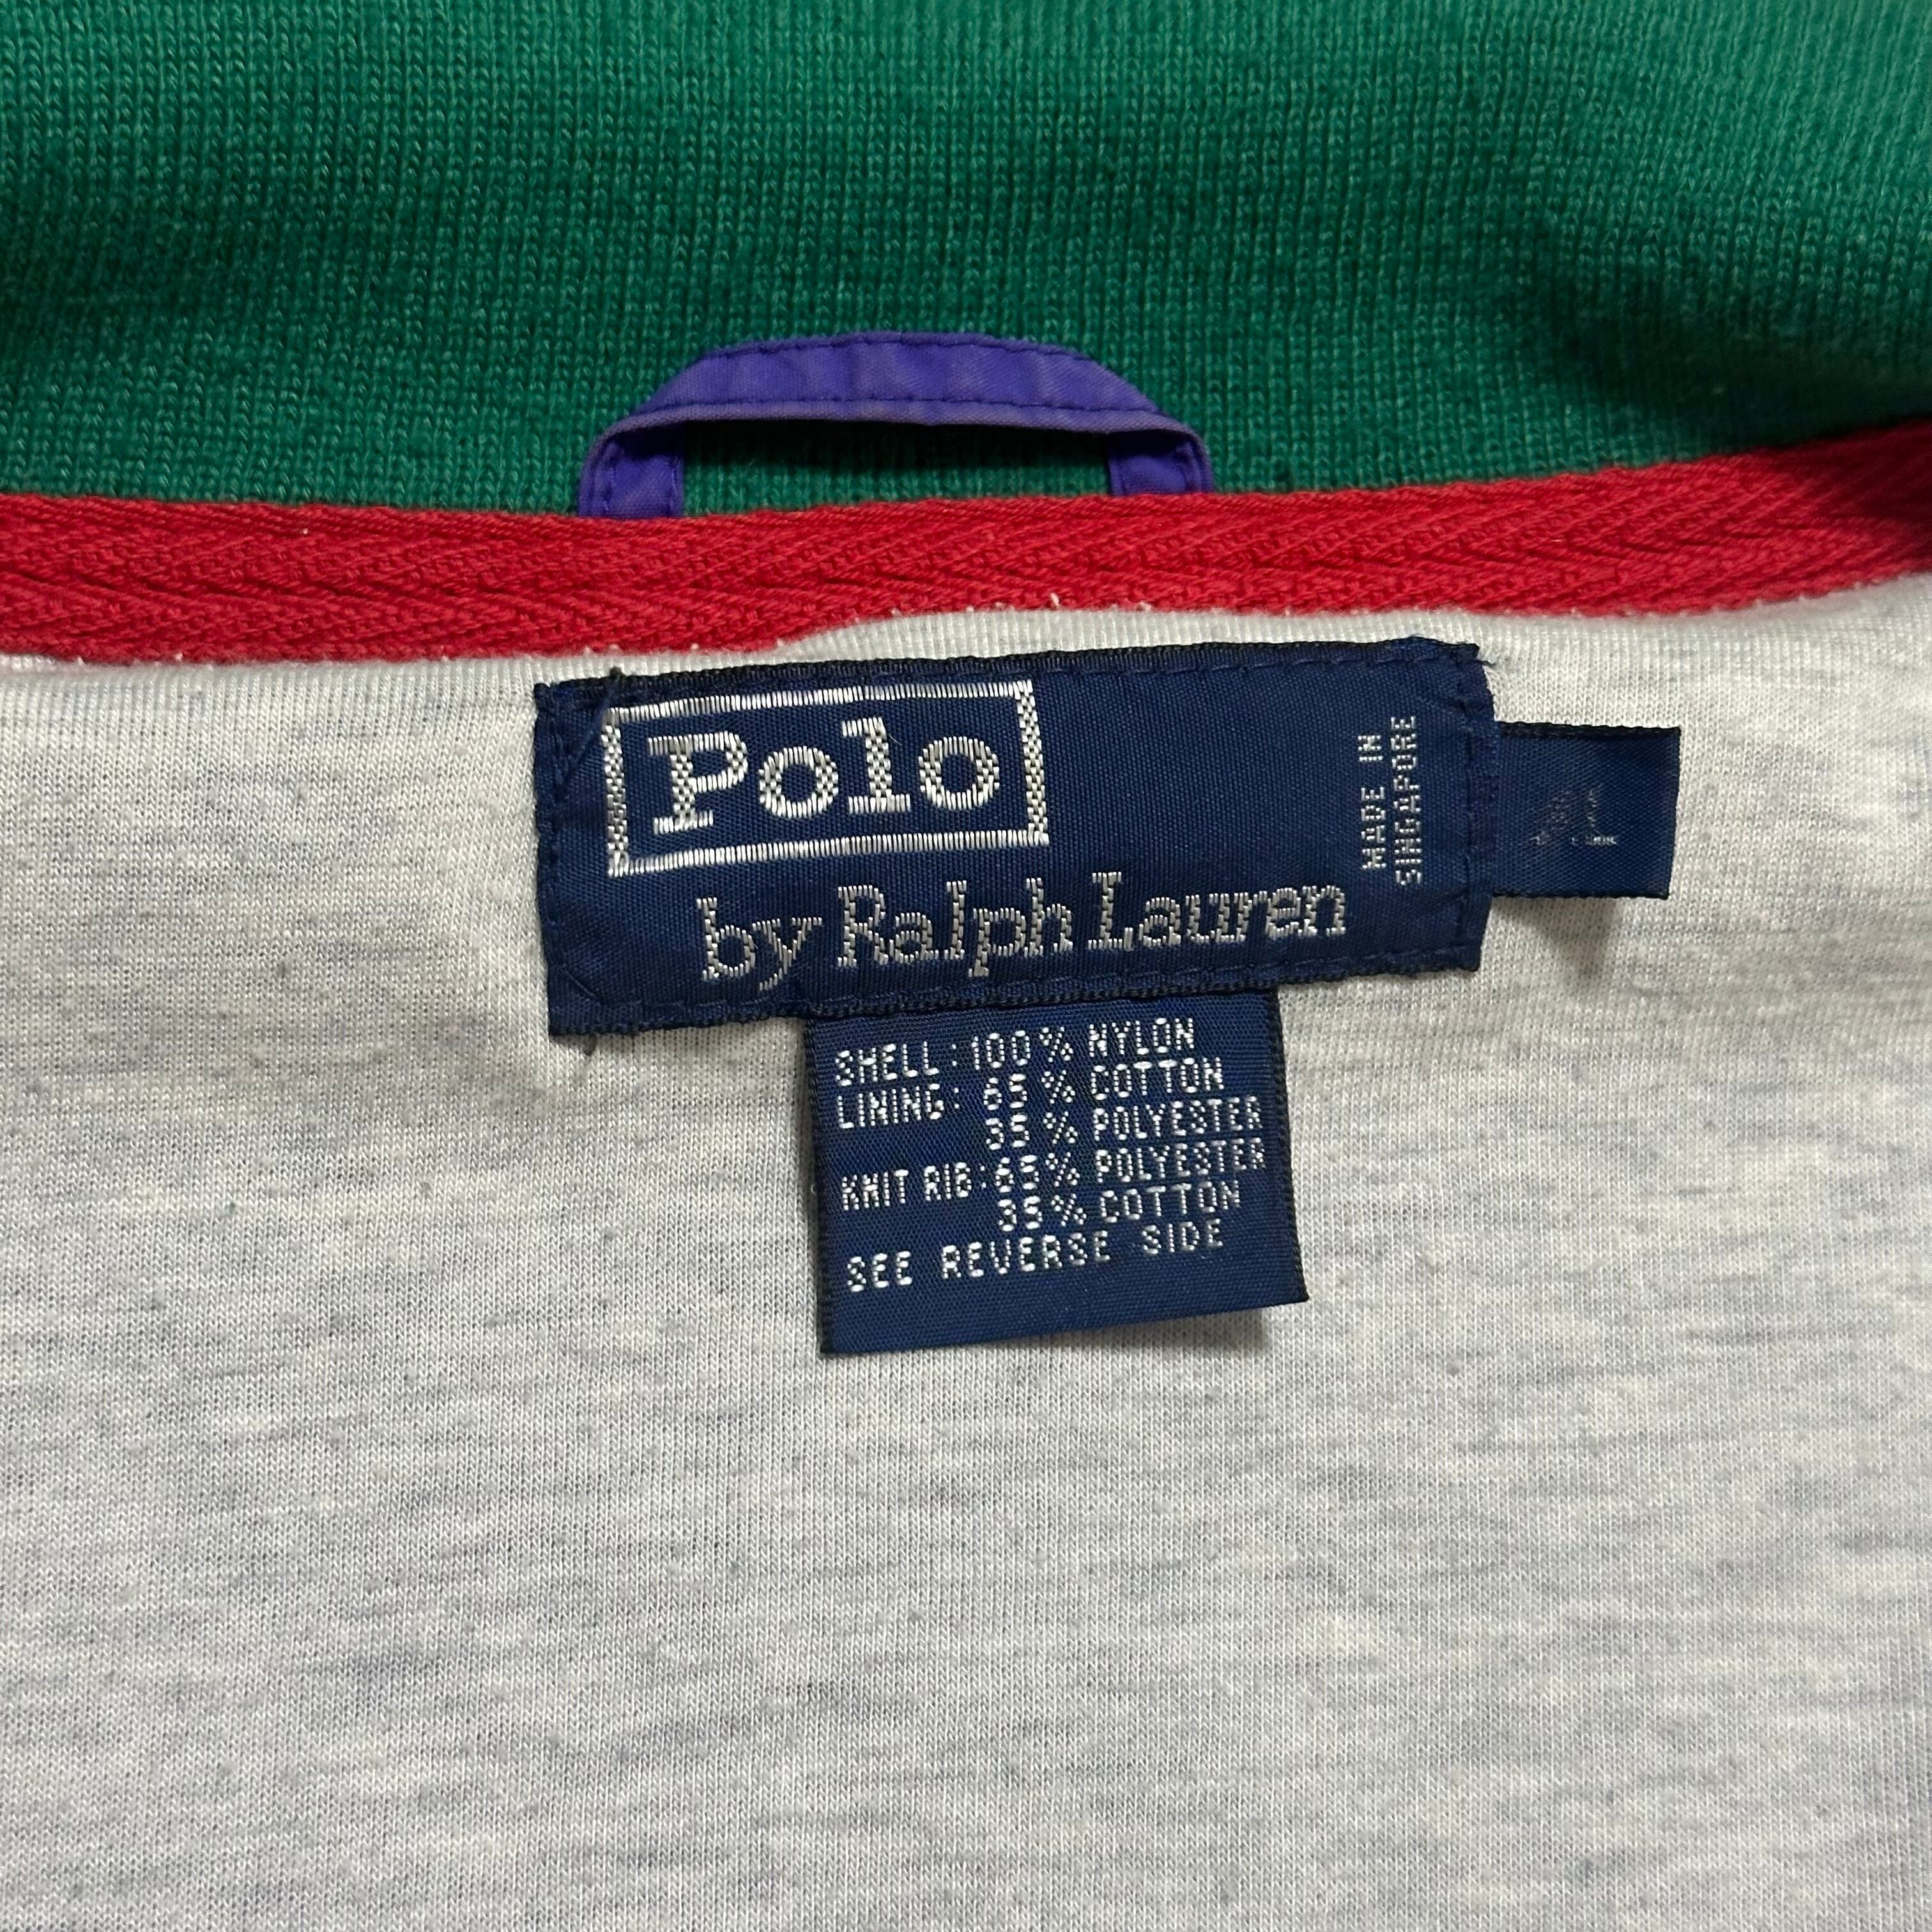 Polo
by Ralph Lauren
MADE IN
SINGAPORE
SHELL: 100% NYLON
LINING: 65% COTTON
35% POLYESTER
KNIT RIB: 65% POLYESTER
35% COTTON
SEE REVERSE SIDE